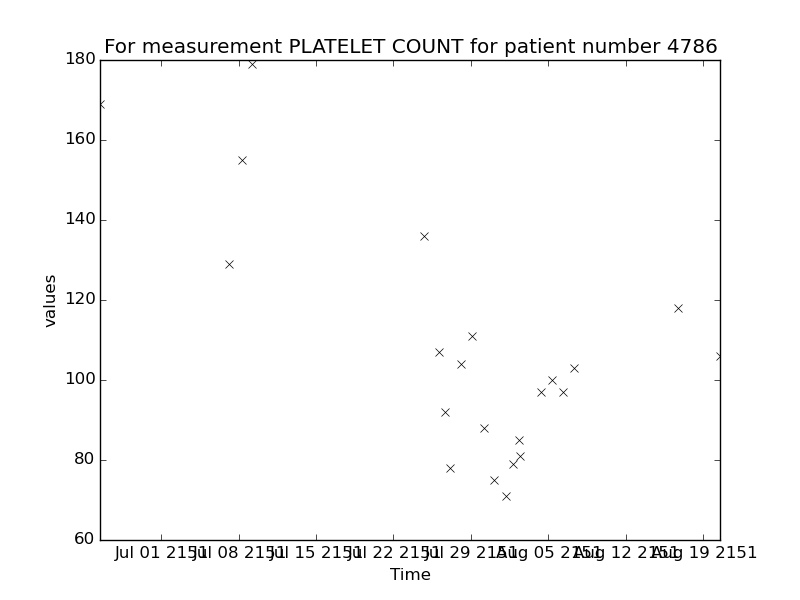 For measurement PLATELET COUNT for patient number 4786
180
160
140
120
100
80
60
values
Jul 01 2151 Jul 08 2151 Jul 15 2151 Jul 22 2151 Jul 29 2151 Aug 05 2151 Aug 12 2151 Aug 19 2151
Time